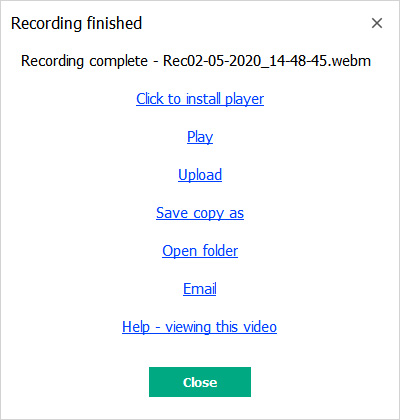 Recording finished
Recording complete - Rec02-05-2020_14-48-45.webm
Click to install player
Play
Upload
Save copy as
Open folder
Email
Help - viewing this video
Close